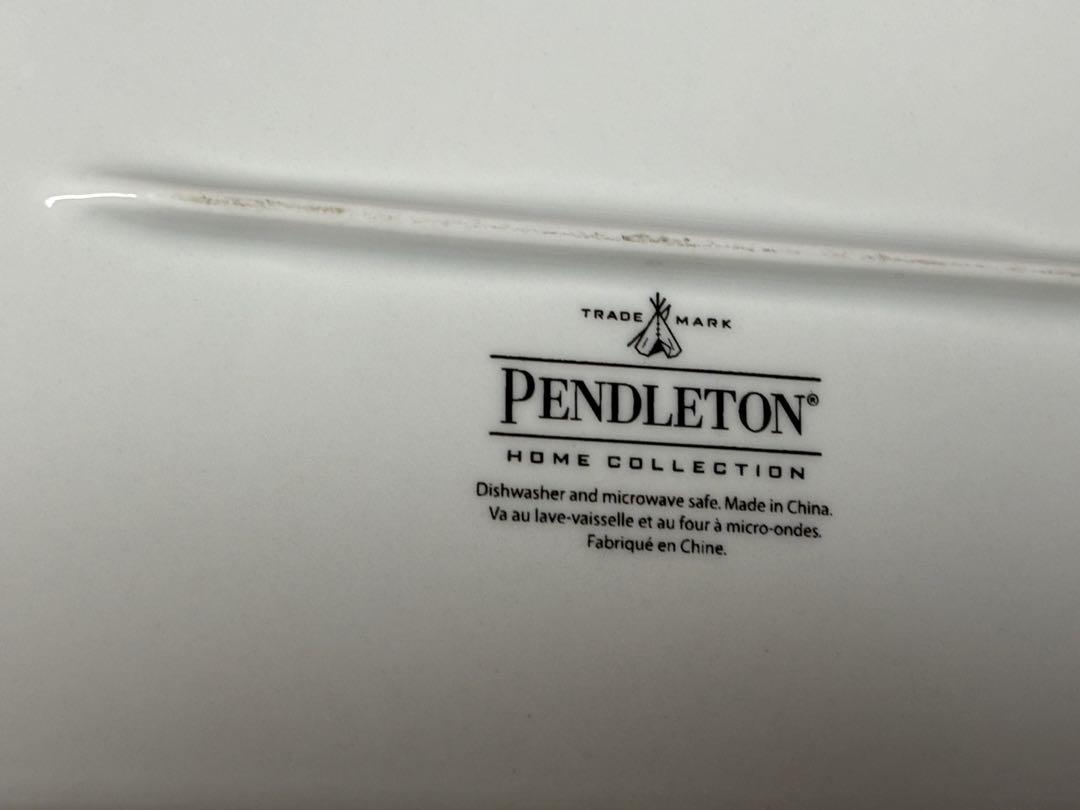 TRADE MARK
PENDLETON®
HOME COLLECTION
Dishwasher and microwave safe. Made in China.
Va au lave-vaisselle et au four à micro-ondes.
Fabriqué en Chine.